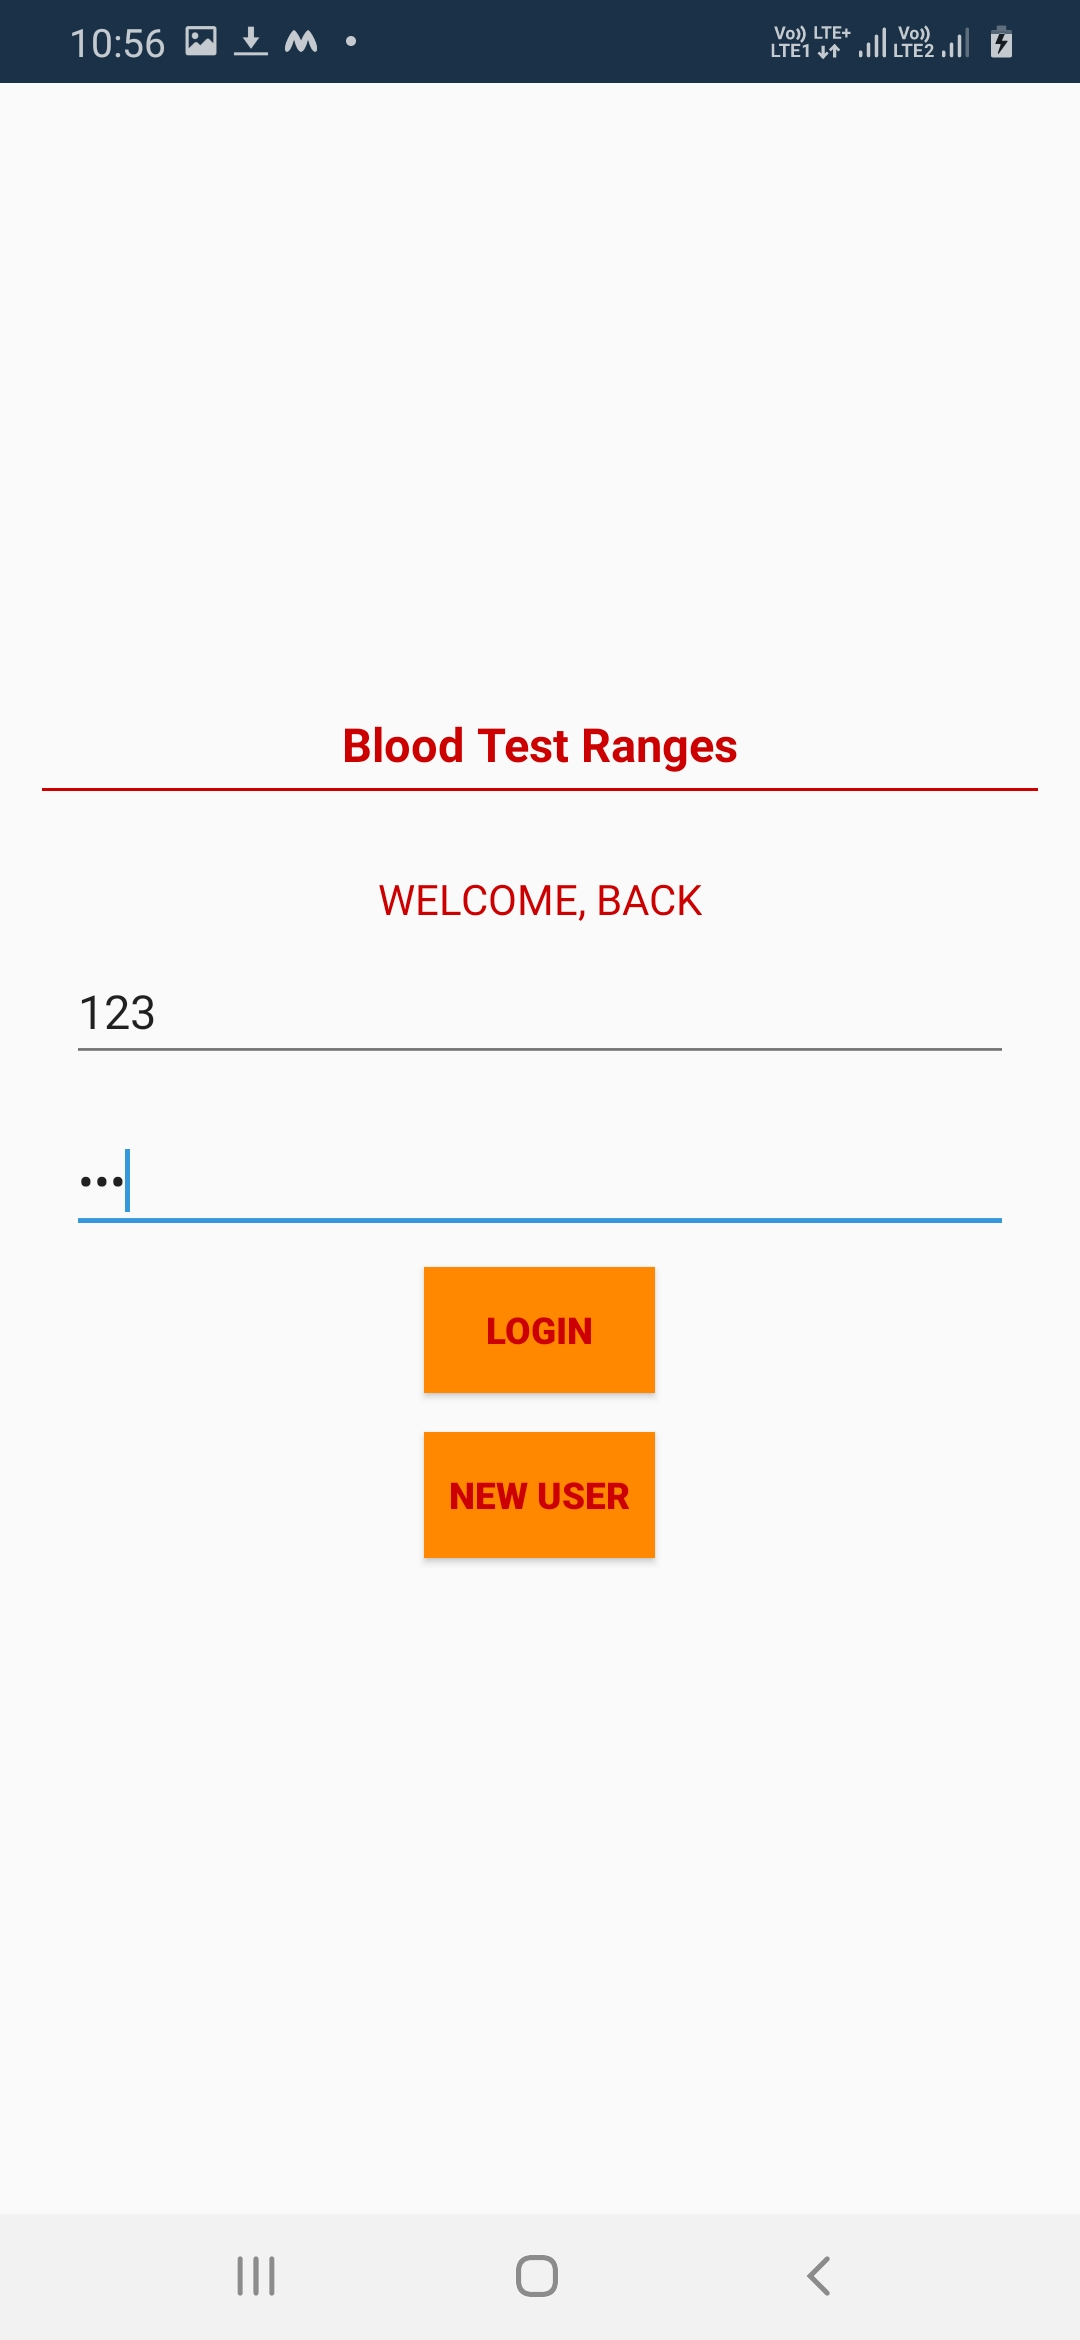 10:56
Vo)) LTE+ Vo))
LTE1 LTE2
Blood Test Ranges
WELCOME, BACK
123
•••
LOGIN
NEW USER